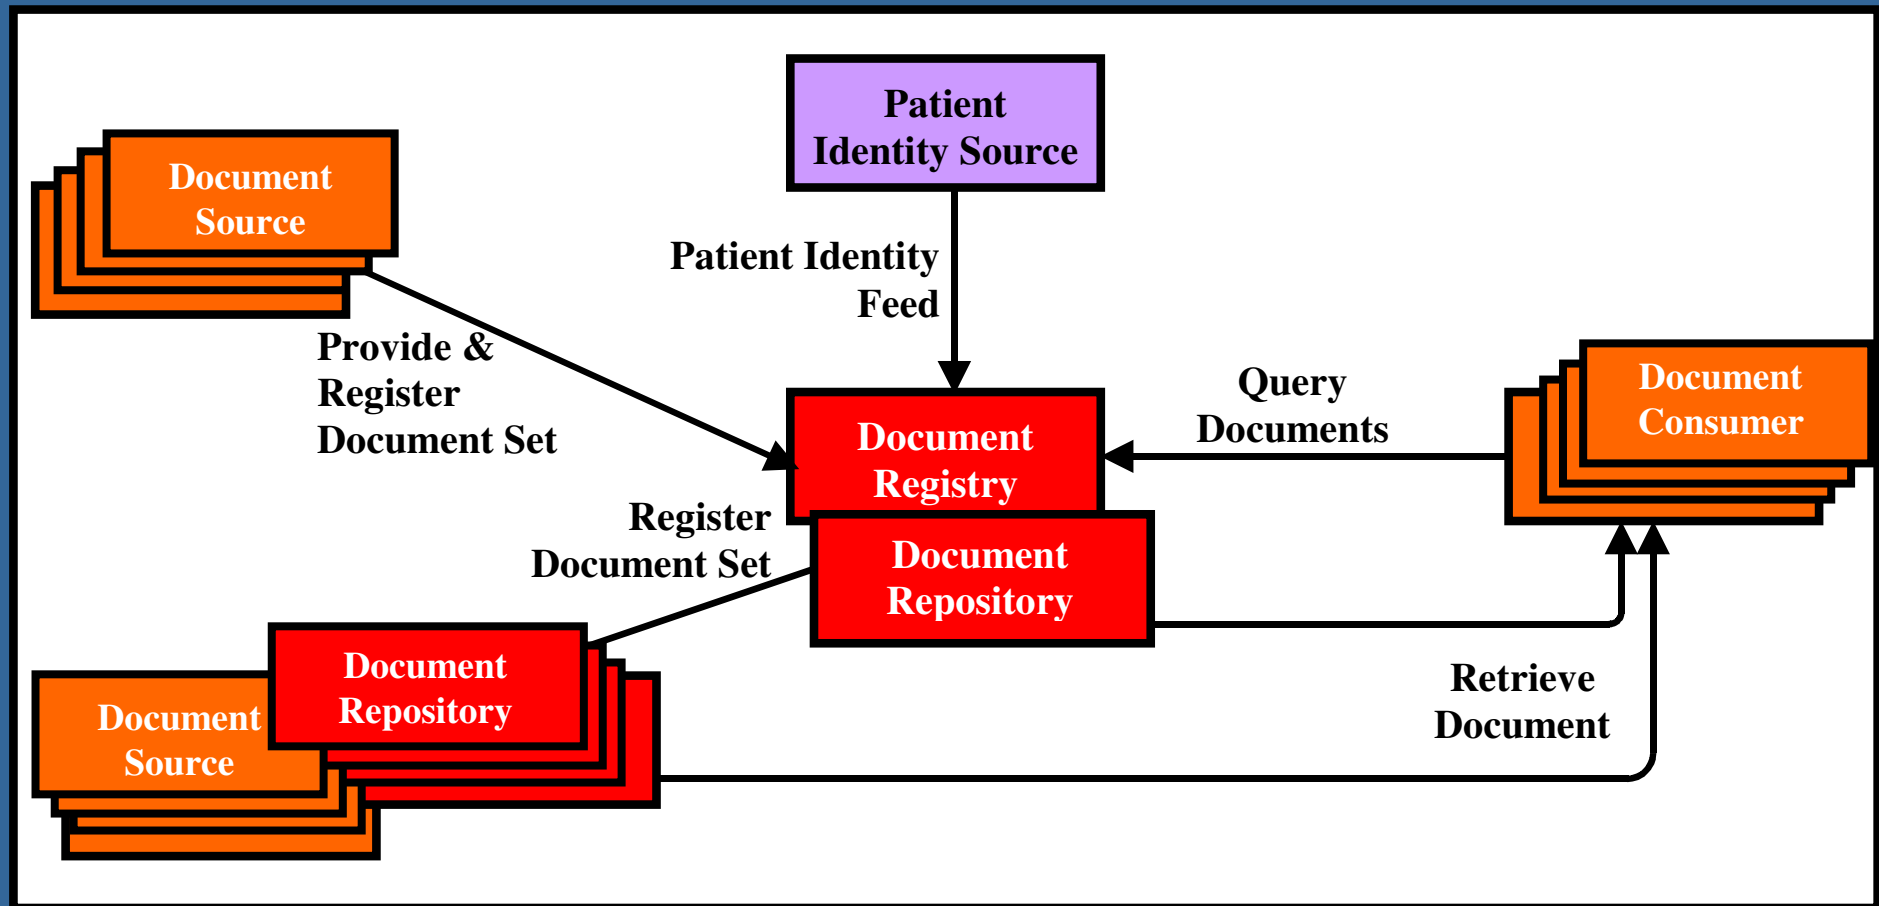 Patient
Identity Source
Document
Source
Patient Identity
Feed
Provide &
Register
Document Set
Query
Documents
Document
Consumer
Document
Registry
Register
Document Set
Document
Repository
Document
Repository
Document
Source
Retrieve
Document